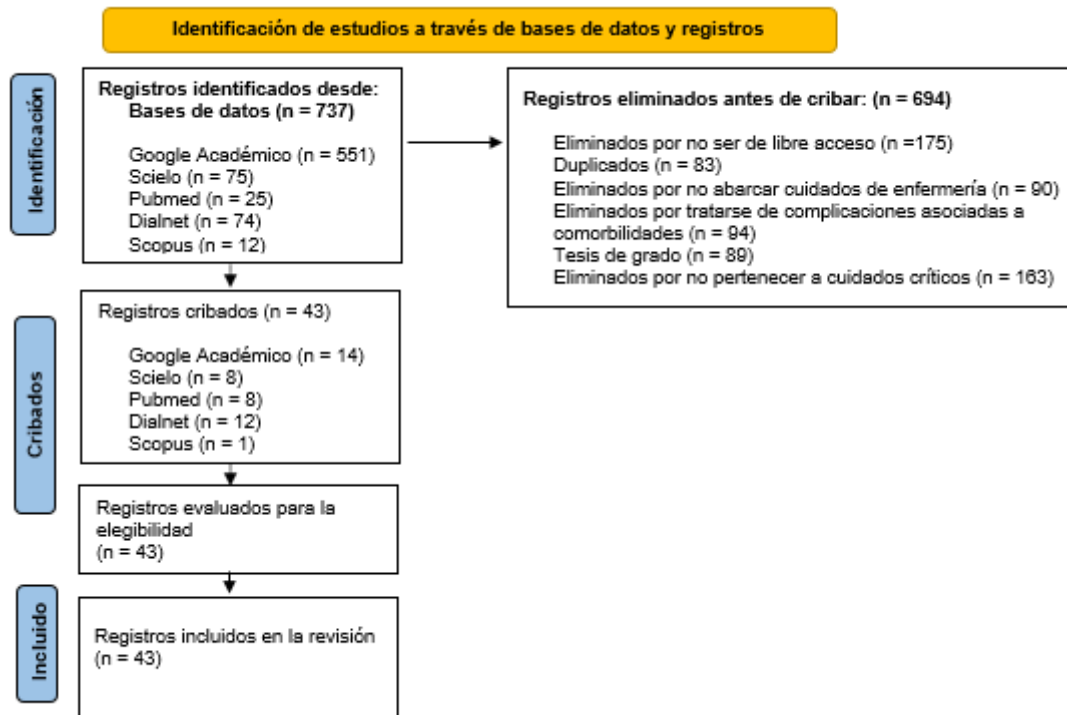 Identificación de estudios a través de bases de datos y registros
Identificación
Registros identificados desde:
Bases de datos (n = 737)
Google Académico (n = 551)
Scielo (n = 75)
Pubmed (n = 25)
Dialnet (n = 74)
Scopus (n = 12)
Registros eliminados antes de cribar: (n = 694)
Eliminados por no ser de libre acceso (n =175)
Duplicados (n = 83)
Eliminados por no abarcar cuidados de enfermería (n = 90)
Eliminados por tratarse de complicaciones asociadas a
comorbilidades (n = 94)
Tesis de grado (n = 89)
Eliminados por no pertenecer a cuidados críticos (n = 163)
Cribados
Registros cribados (n = 43)
Google Académico (n = 14)
Scielo (n = 8)
Pubmed (n = 8)
Dialnet (n = 12)
Scopus (n = 1)
Registros evaluados para la
elegibilidad
(n = 43)
Incluido
Registros incluidos en la revisión
(n = 43)